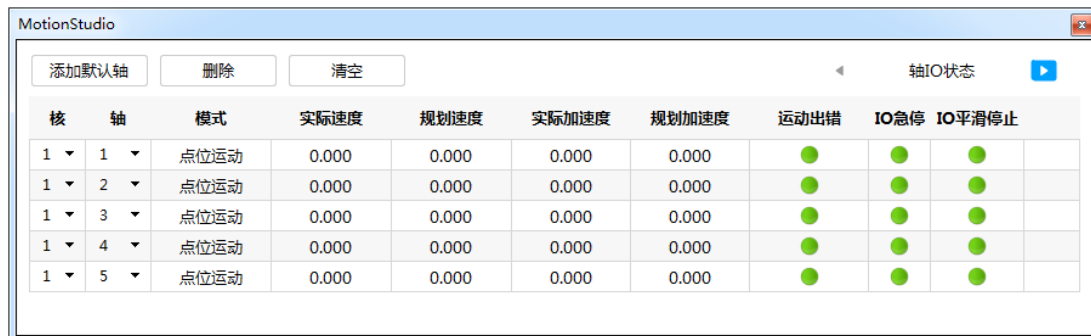 MotionStudio
添加默认轴 删除 清空 轴IO状态
核 轴 模式 实际速度 规划速度 实际加速度 规划加速度 运动出错 IO急停 IO平滑停止
1 1 点位运动 0.000 0.000 0.000 0.000
1 2 点位运动 0.000 0.000 0.000 0.000
1 3 点位运动 0.000 0.000 0.000 0.000
1 4 点位运动 0.000 0.000 0.000 0.000
1 5 点位运动 0.000 0.000 0.000 0.000